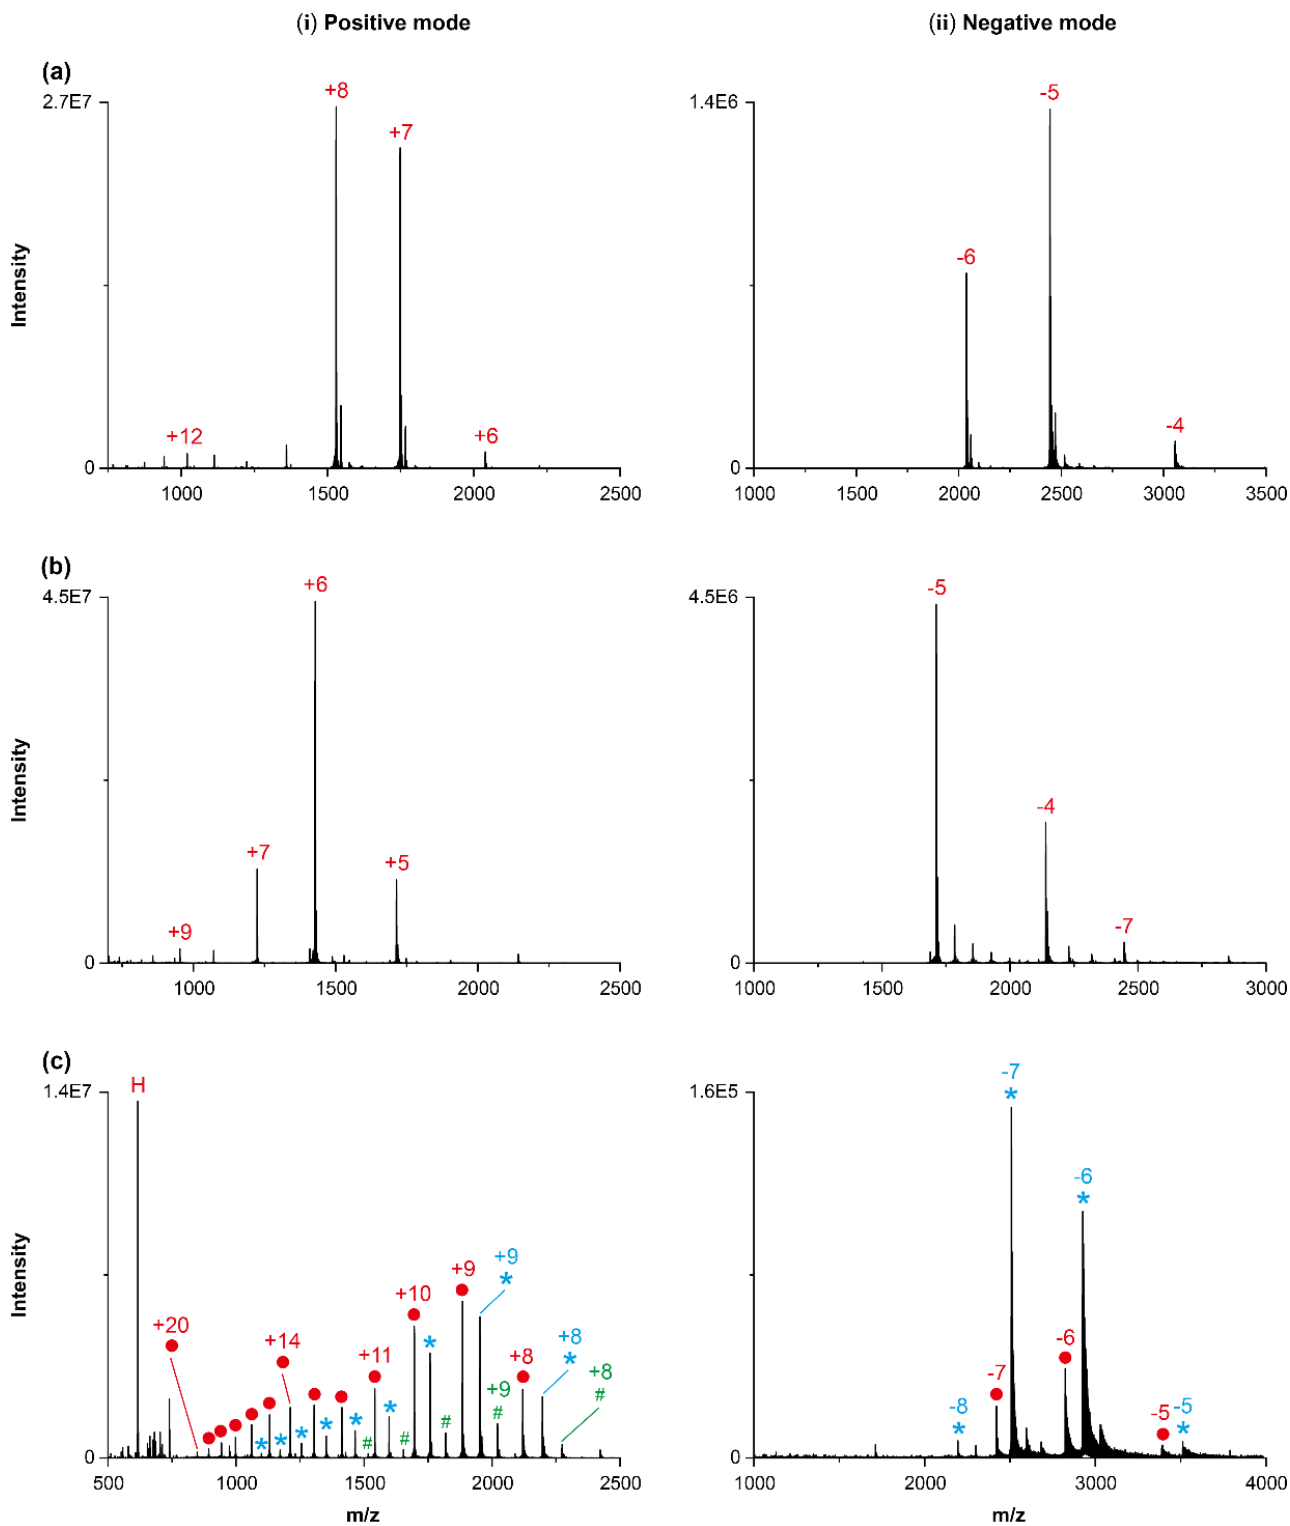 (i) Positive mode
(ii) Negative mode
(a)
2.7E7
+8
+7
+12
+6
0
1000 1500 2000 2500
Intensity
1.4E6
-5
-6
-4
0
1000 1500 2000 2500 3000 3500
(b)
4.5E7
+6
+7
+5
+9
0
1000 1500 2000 2500
Intensity
4.5E6
-5
-4
-7
0
1000 1500 2000 2500 3000
(c)
1.4E7
H
+20
+14
+11
+10
+9
+9
*
+8
+8
*
+9
#
+8
#
* * * * * * *
# # #
0
500 1000 1500 2000 2500
Intensity
m/z
1.6E5
-7
*
-6
*
-8
*
-7
-6
-5
-5
*
0
1000 2000 3000 4000
m/z